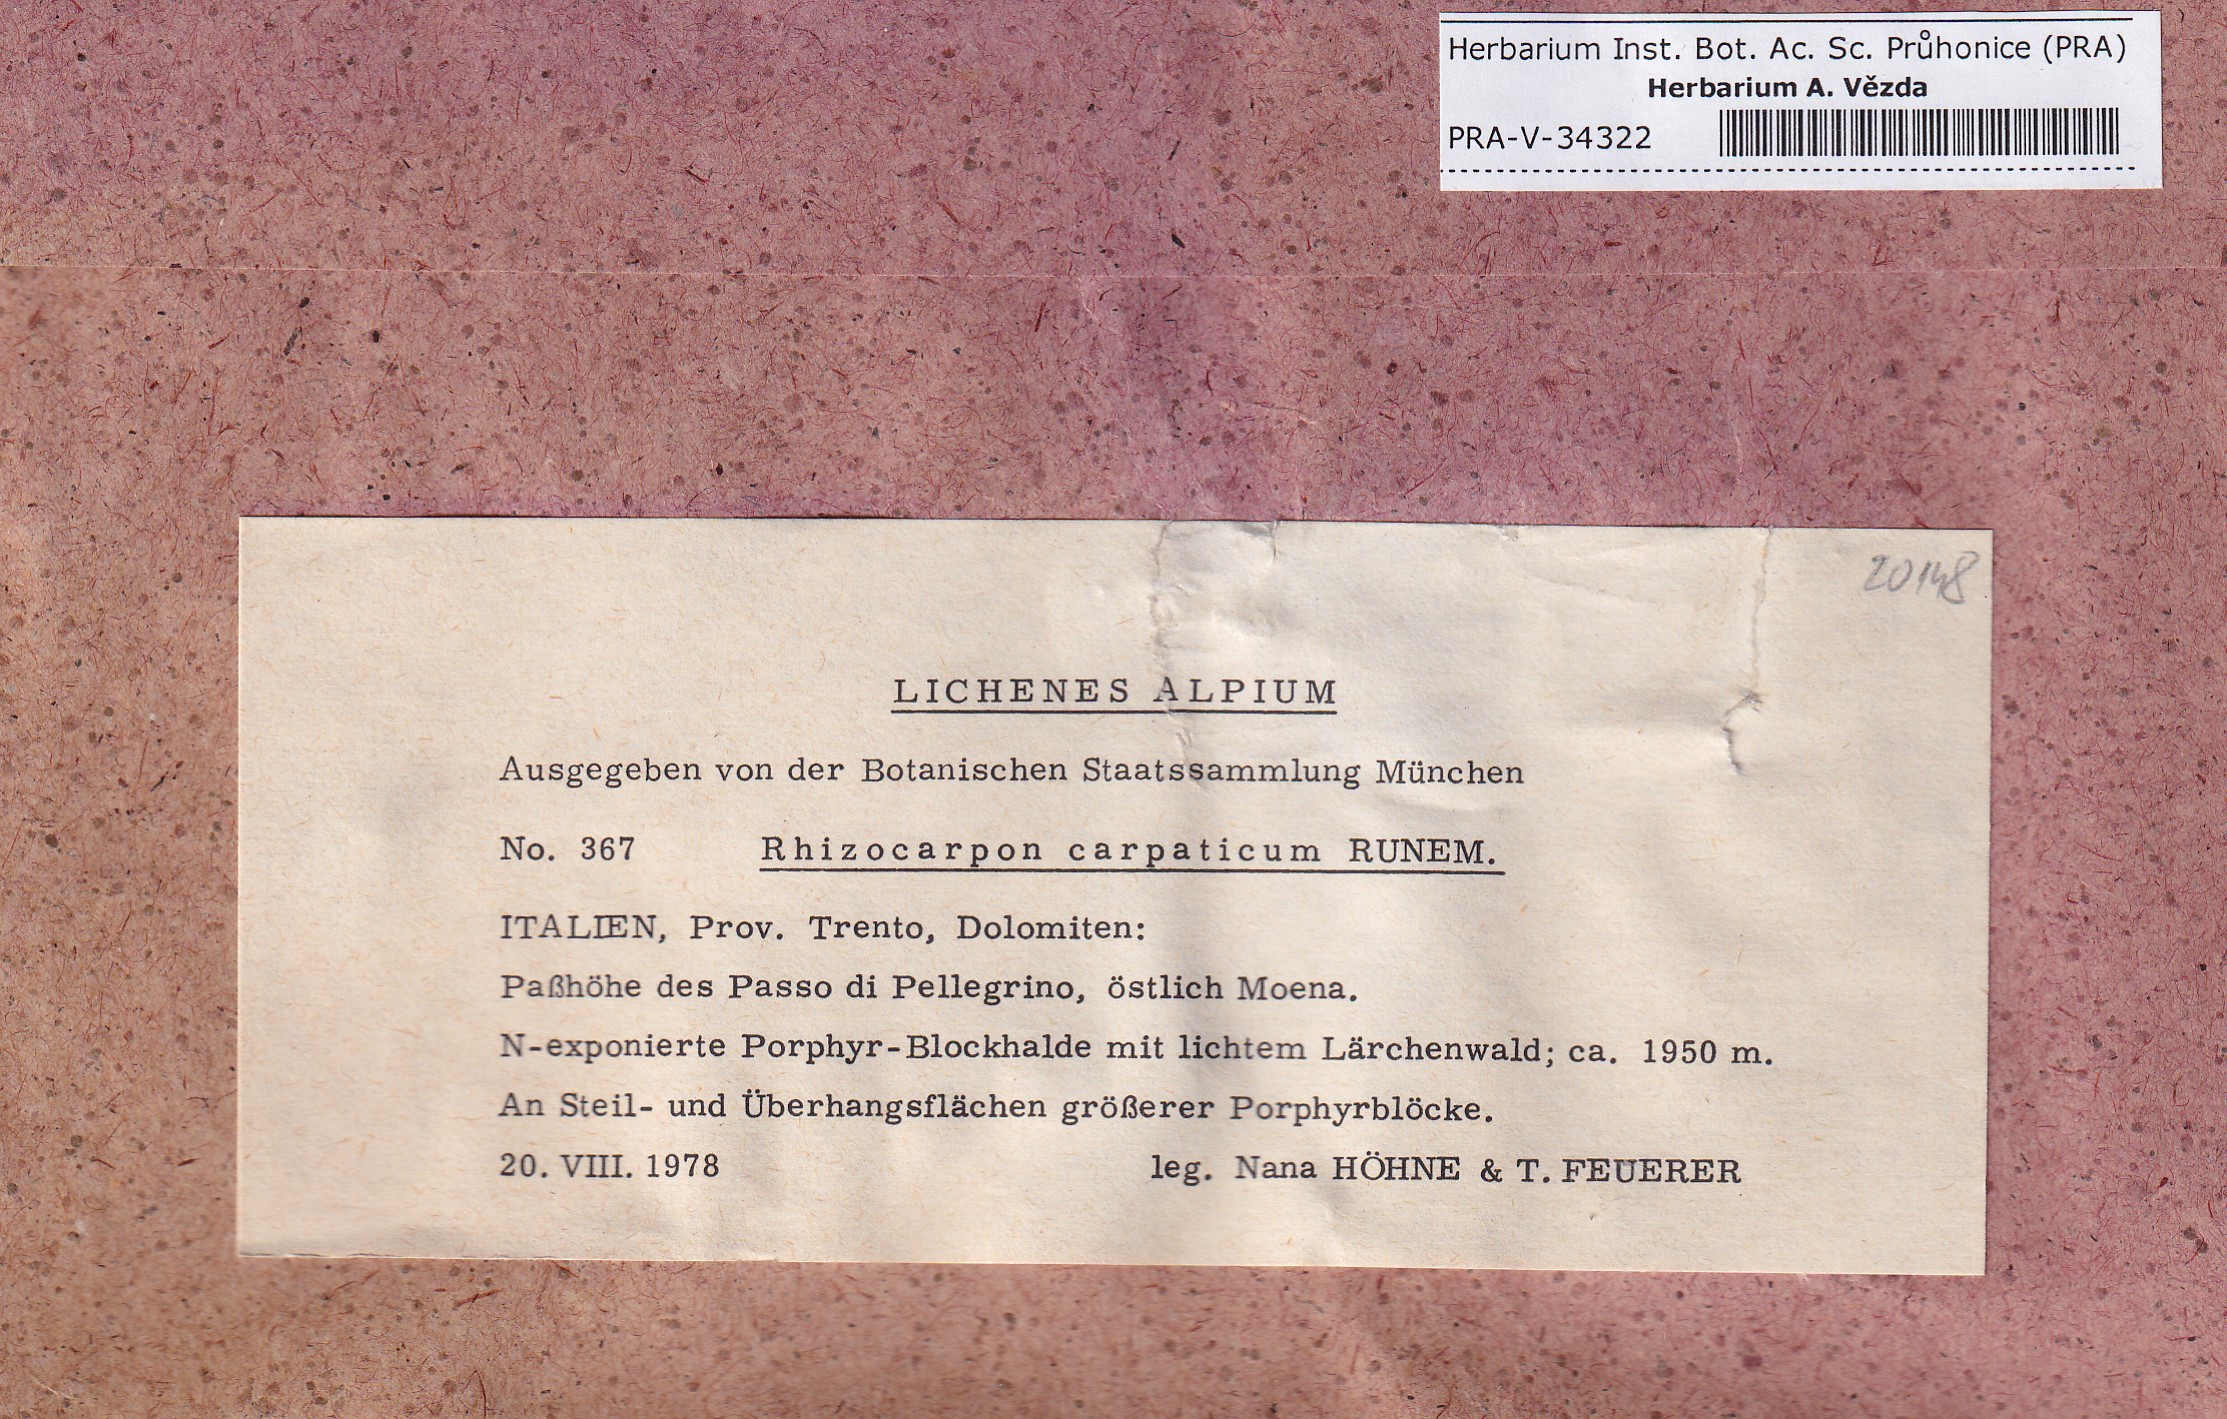 Herbarium Inst. Bot. Ac. Sc. Průhonice (PRA)
Herbarium A. Vězda
PRA-V-34322
20148
LICHENES ALPIUM
Ausgegeben von der Botanischen Staatssammlung München
No. 367 Rhizocarpon carpaticum RUNEM.
ITALIEN, Prov. Trento, Dolomiten:
Paßhöhe des Passo di Pellegrino, östlich Moena.
N-exponierte Porphyr-Blockhalde mit lichtem Lärchenwald; ca. 1950 m.
An Steil- und Überhangsflächen größerer Porphyrblöcke.
20. VIII. 1978 leg. Nana HÖHNE & T. FEUERER